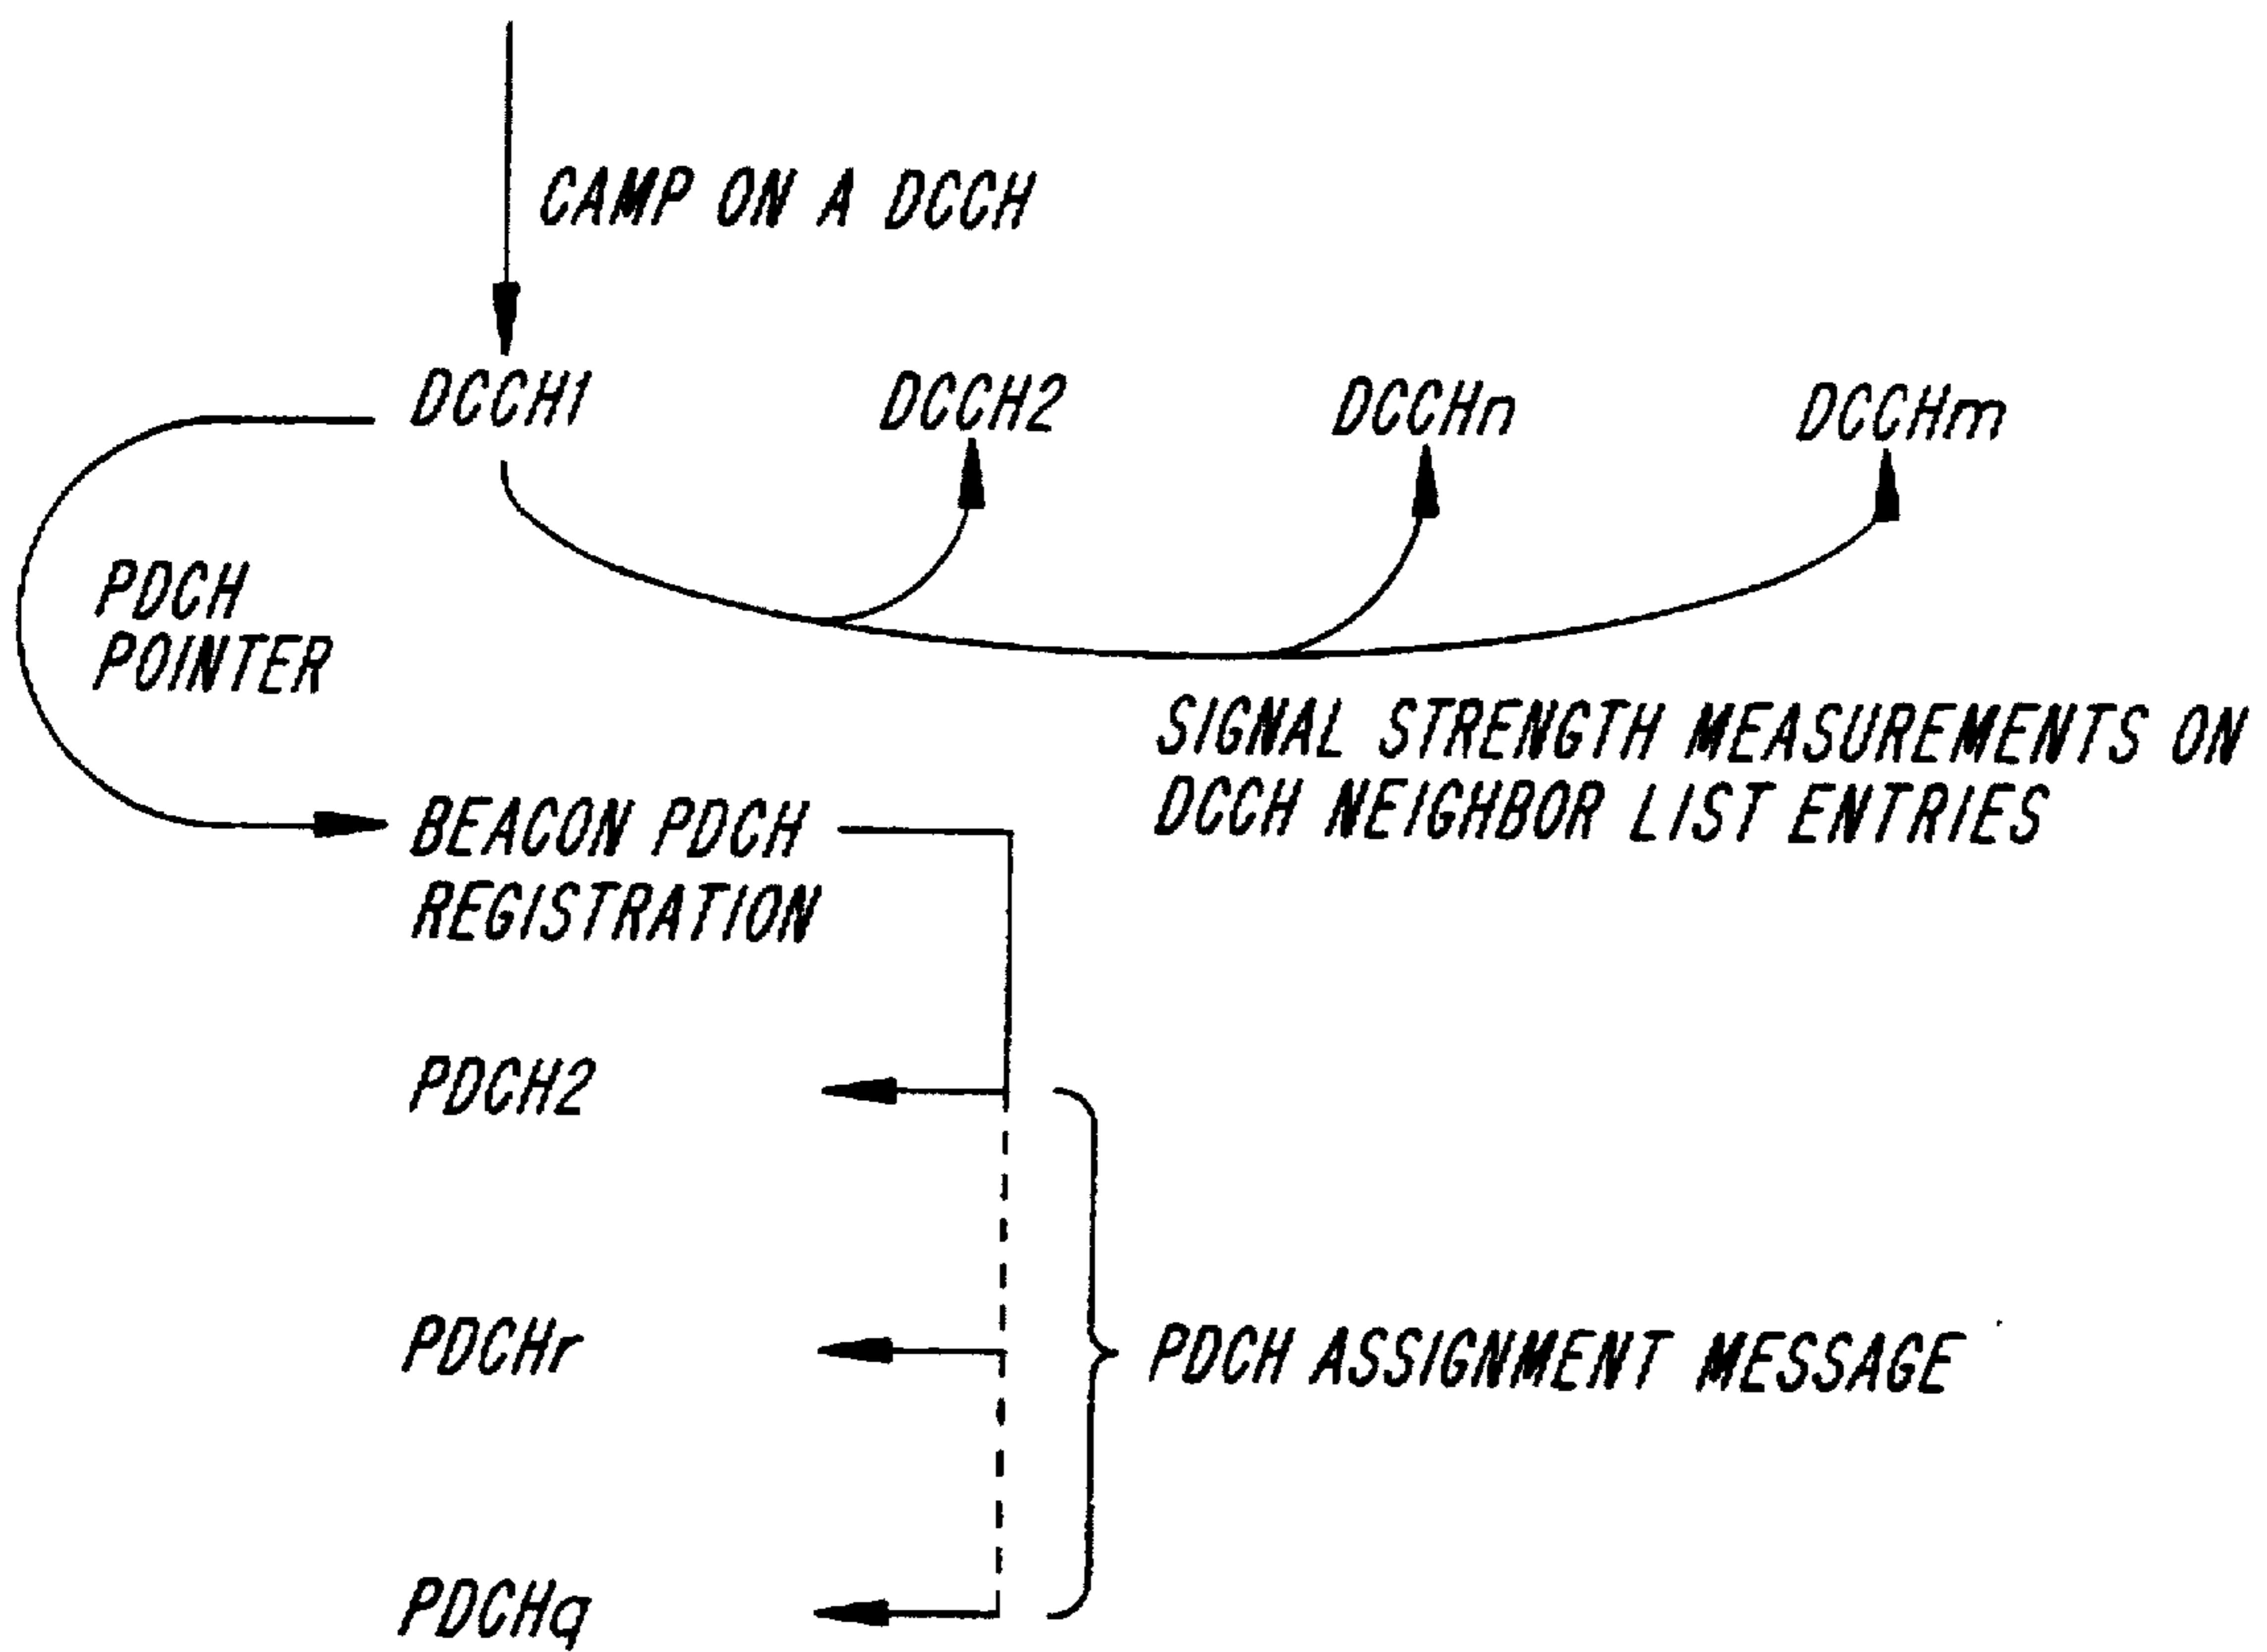 CAMP ON A DCCH
DCCH1
DCCH2
DCCHn
DCCHm
PDCH
POINTER
SIGNAL STRENGTH MEASUREMENTS ON
DCCH NEIGHBOR LIST ENTRIES
BEACON PDCH
REGISTRATION
PDCH2
PDCHr
PDCH ASSIGNMENT MESSAGE
PDCHq